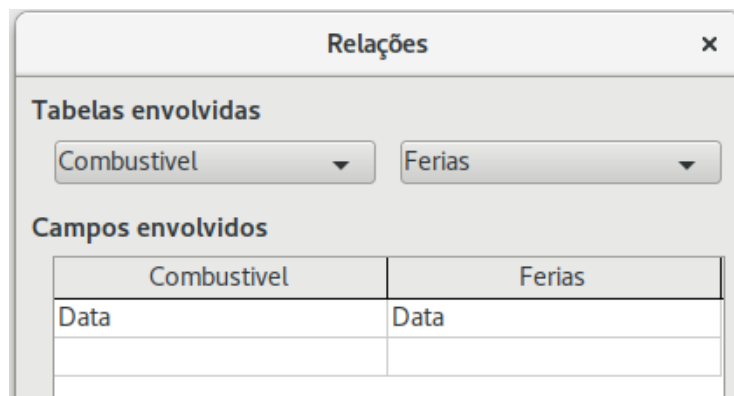 Relações ×
Tabelas envolvidas
Combustivel Ferias
Campos envolvidos
Combustivel Ferias
Data Data